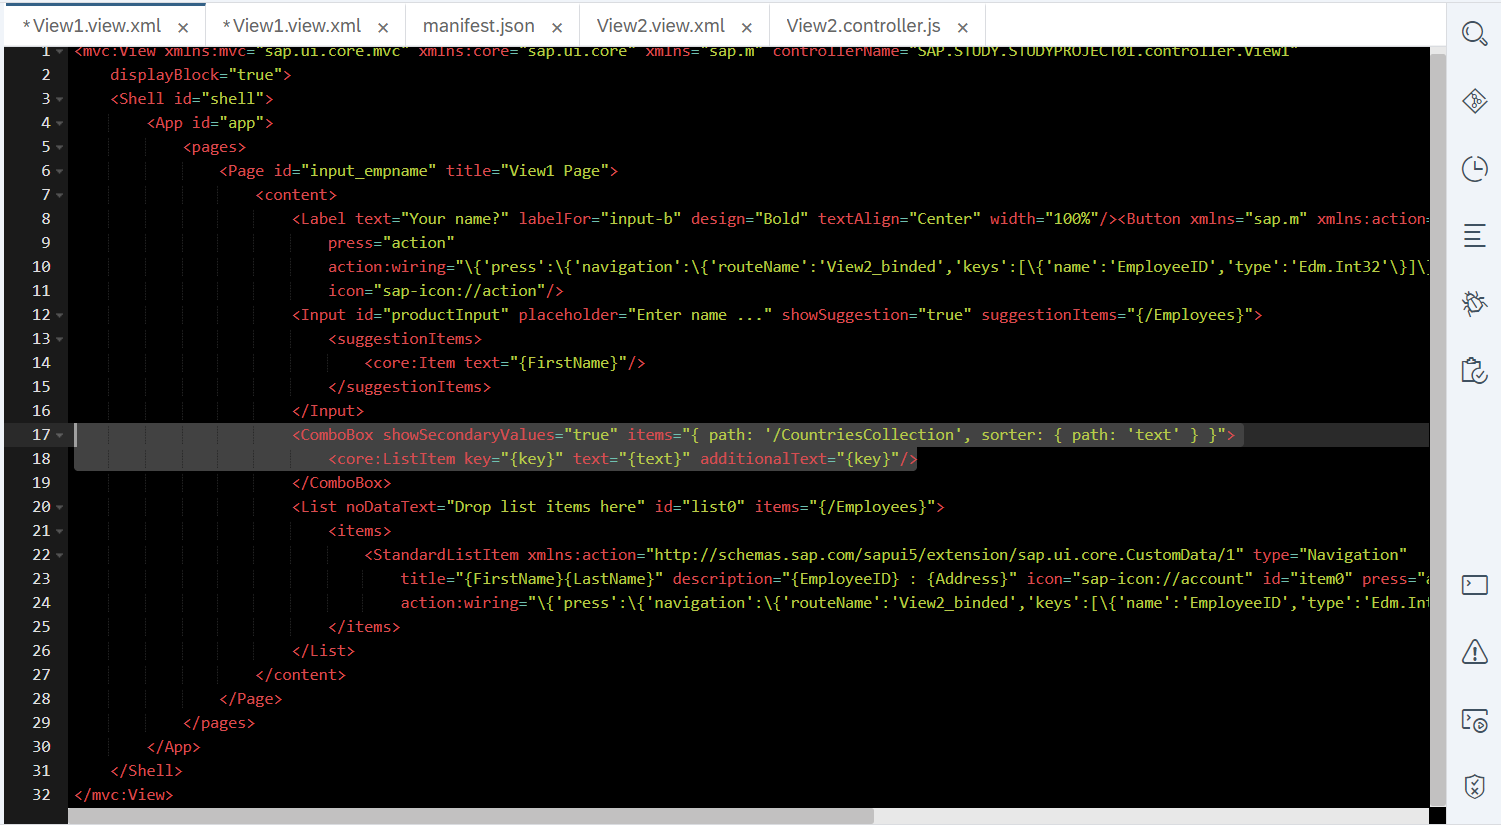 *View1.view.xml × *View1.view.xml × manifest.json × View2.view.xml × View2.controller.js ×
1 <mvc:View xmlns:mvc="sap.ui.core.mvc" xmlns:core="sap.ui.core" xmlns="sap.m" controllerName="SAP.STUDY.STUDYPROJECT01.controller.View1"
2 displayBlock="true">
3 <Shell id="shell">
4 <App id="app">
5 <pages>
6 <Page id="input_empname" title="View1 Page">
7 <content>
8 <Label text="Your name?" labelFor="input-b" design="Bold" textAlign="Center" width="100%"/><Button xmlns="sap.m" xmlns:action=
9 press="action"
10 action:wiring="\{'press':\{'navigation':\{'routeName':'View2_binded','keys':[\{'name':'EmployeeID','type':'Edm.Int32'\}]\}
11 icon="sap-icon://action"/>
12 <Input id="productInput" placeholder="Enter name ..." showSuggestion="true" suggestionItems="{/Employees}">
13 <suggestionItems>
14 <core:Item text="{FirstName}"/>
15 </suggestionItems>
16 </Input>
17 <ComboBox showSecondaryValues="true" items="{ path: '/CountriesCollection', sorter: { path: 'text' } }">
18 <core:ListItem key="{key}" text="{text}" additionalText="{key}"/>
19 </ComboBox>
20 <List noDataText="Drop list items here" id="list0" items="{/Employees}">
21 <items>
22 <StandardListItem xmlns:action="http://schemas.sap.com/sapui5/extension/sap.ui.core.CustomData/1" type="Navigation"
23 title="{FirstName}{LastName}" description="{EmployeeID} : {Address}" icon="sap-icon://account" id="item0" press="a
24 action:wiring="\{'press':\{'navigation':\{'routeName':'View2_binded','keys':[\{'name':'EmployeeID','type':'Edm.Int
25 </items>
26 </List>
27 </content>
28 </Page>
29 </pages>
30 </App>
31 </Shell>
32 </mvc:View>